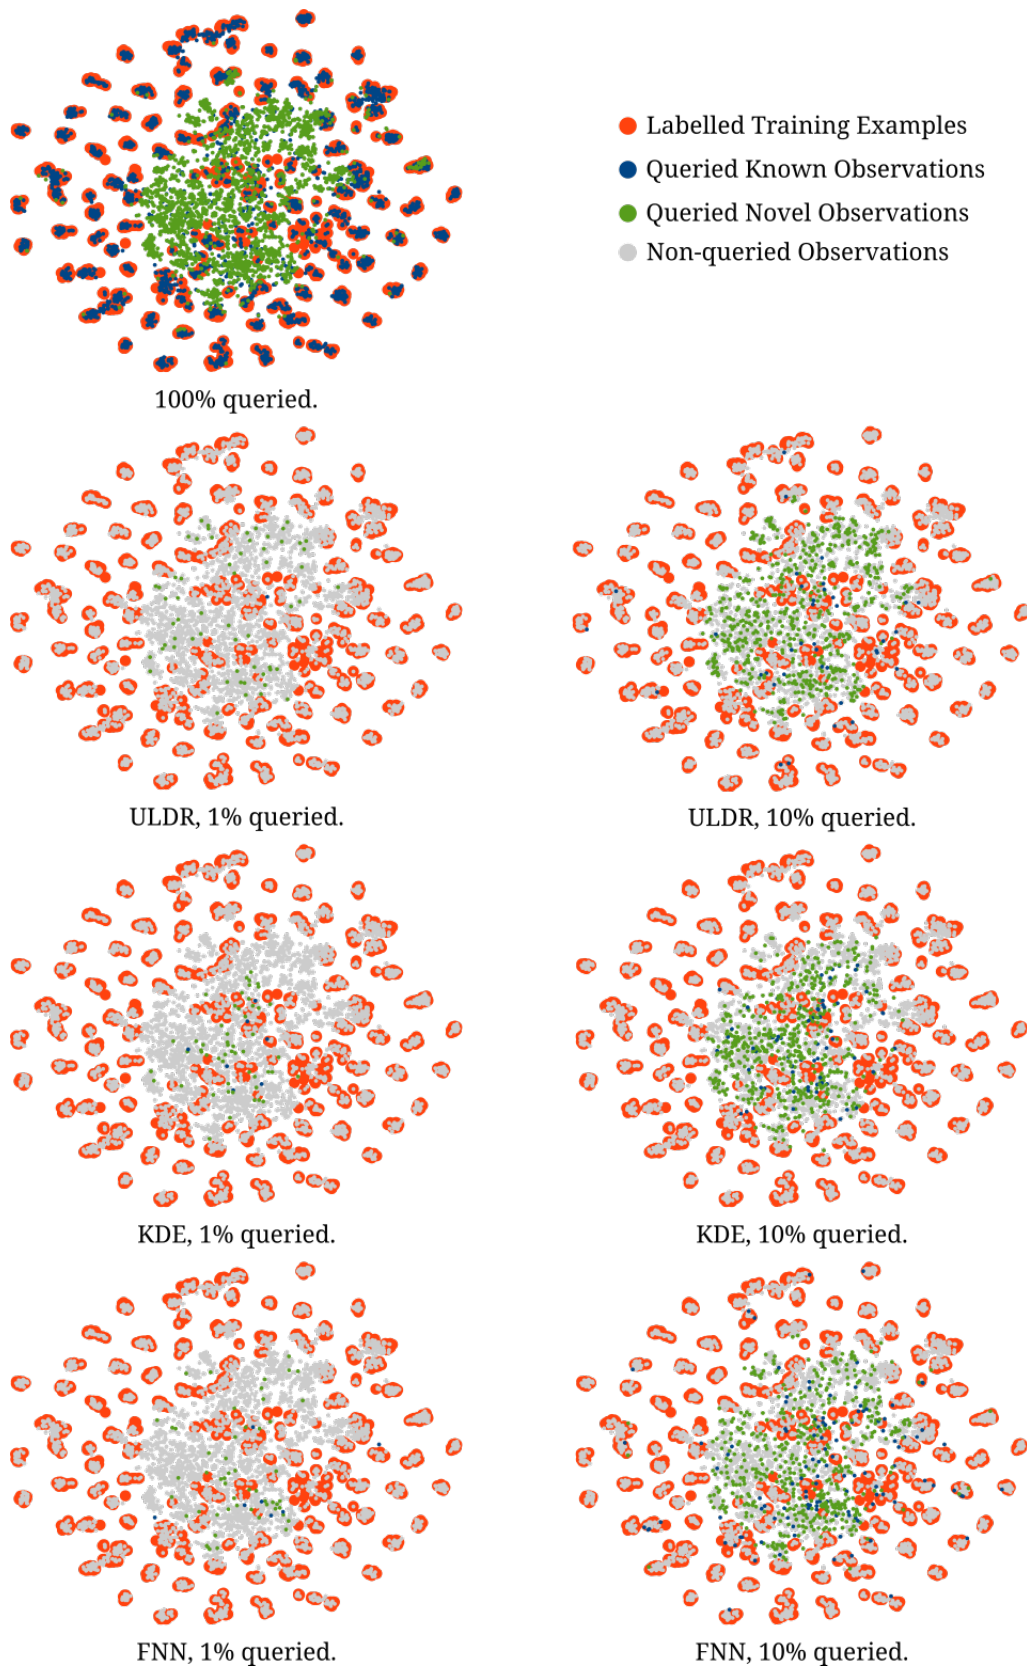 Labelled Training Examples
Queried Known Observations
Queried Novel Observations
Non-queried Observations
100% queried.
ULDR, 1% queried.
ULDR, 10% queried.
KDE, 1% queried.
KDE, 10% queried.
FNN, 1% queried.
FNN, 10% queried.